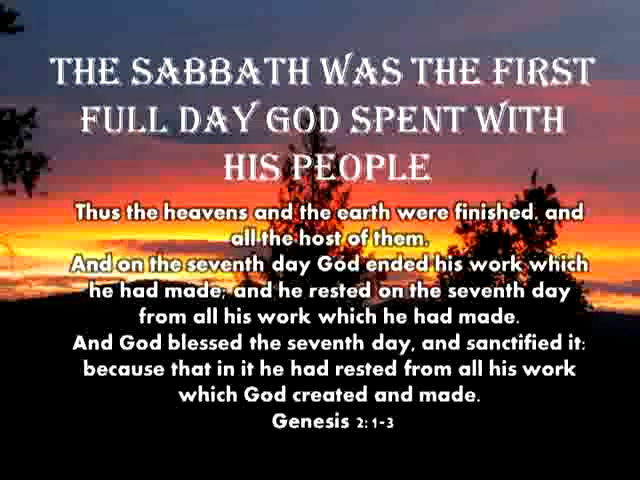 THE SABBATH WAS THE FIRST
FULL DAY GOD SPENT WITH
HIS PEOPLE
Thus the heavens and the earth were finished, and
all the host of them.
And on the seventh day God ended his work which
he had made; and he rested on the seventh day
from all his work which he had made.
And God blessed the seventh day, and sanctified it:
because that in it he had rested from all his work
which God created and made.
Genesis 2:1-3